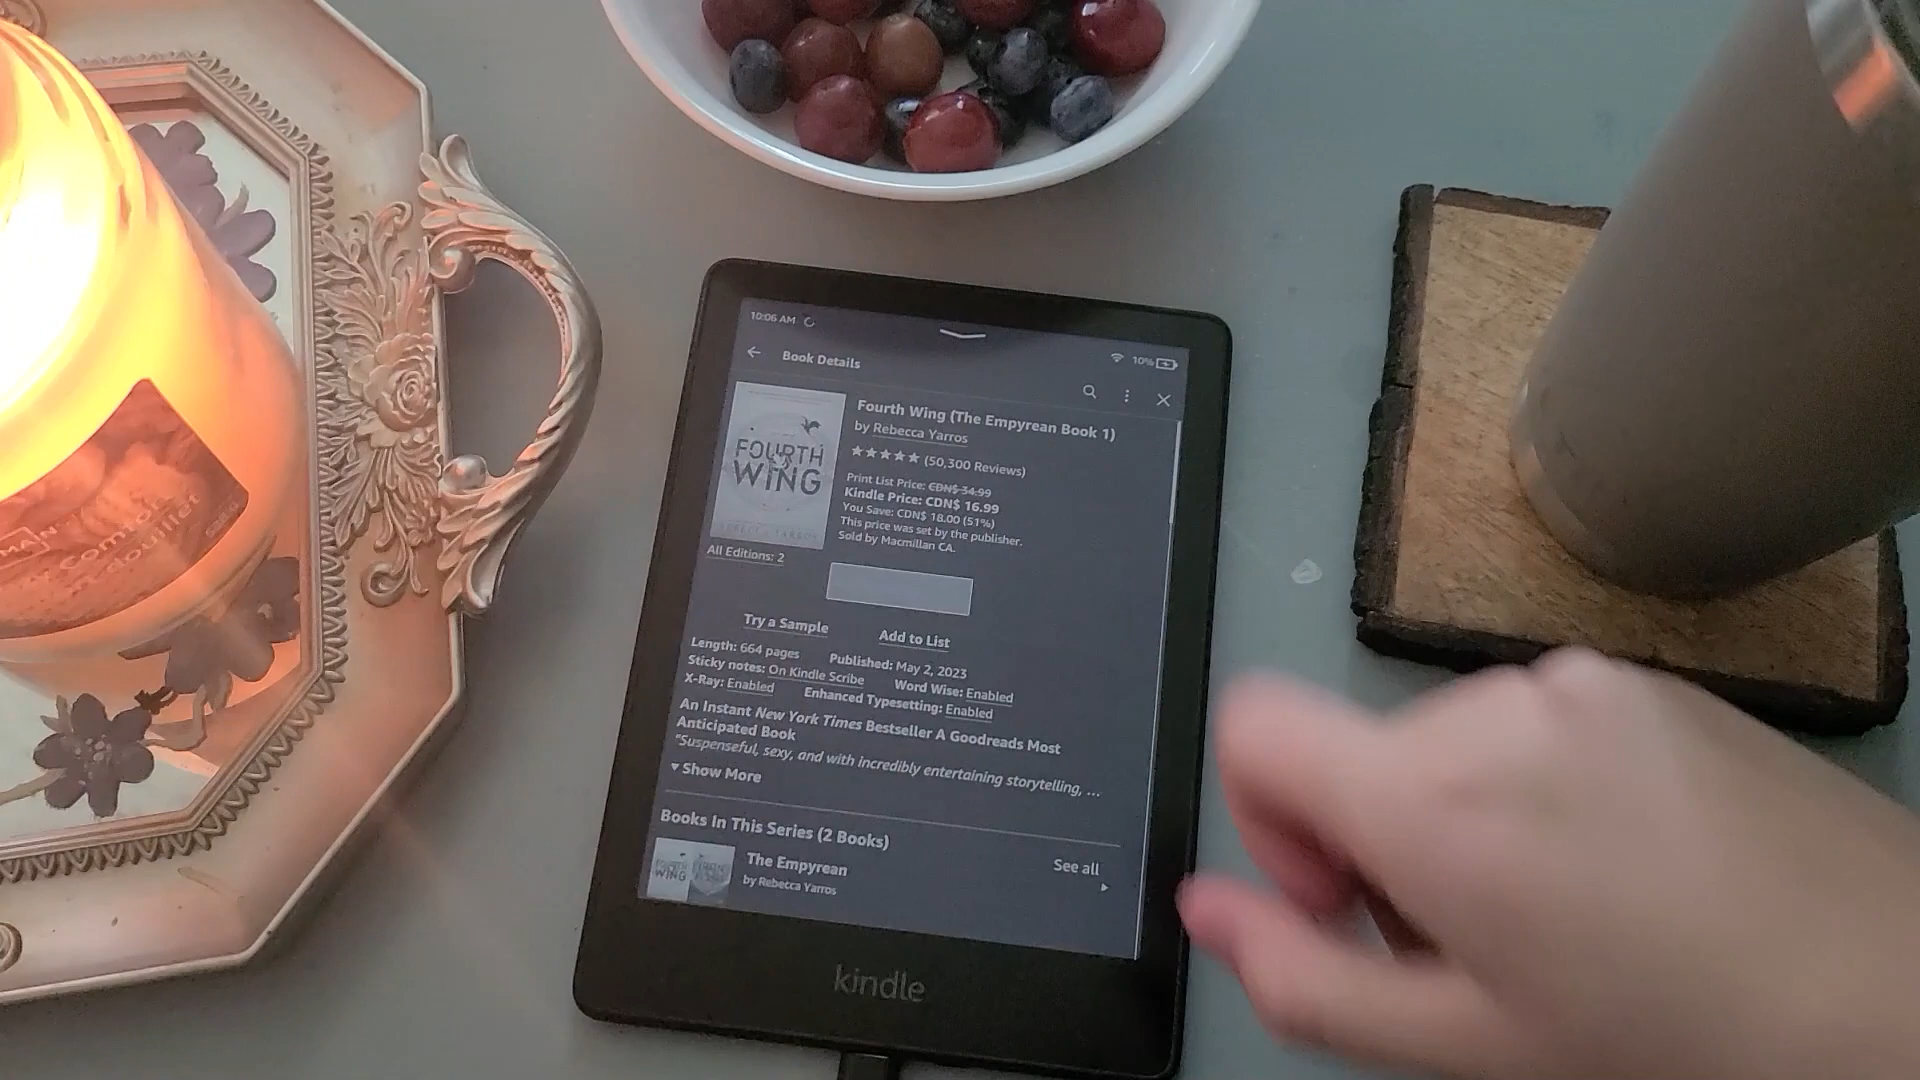 10:06 AM
10%
Book Details
Fourth Wing (The Empyrean Book 1)
by Rebecca Yarros
(50,300 Reviews)
Print List Price: CDN$ 34.99
Kindle Price: CDN$ 16.99
You Save: CDN$ 18.00 (51%)
This price was set by the publisher.
Sold by Macmillan CA.
FOURTH
WING
REBECCA YARROS
All Editions: 2
Try a Sample
Add to List
Length: 664 pages
Published: May 2, 2023
Sticky notes: On Kindle Scribe
Word Wise: Enabled
X-Ray: Enabled
Enhanced Typesetting: Enabled
An Instant New York Times Bestseller A Goodreads Most
Anticipated Book
"Suspenseful, sexy, and with incredibly entertaining storytelling, ...
▾ Show More
Books In This Series (2 Books)
FOURTH
WING
The Empyrean
by Rebecca Yarros
See all
kindle